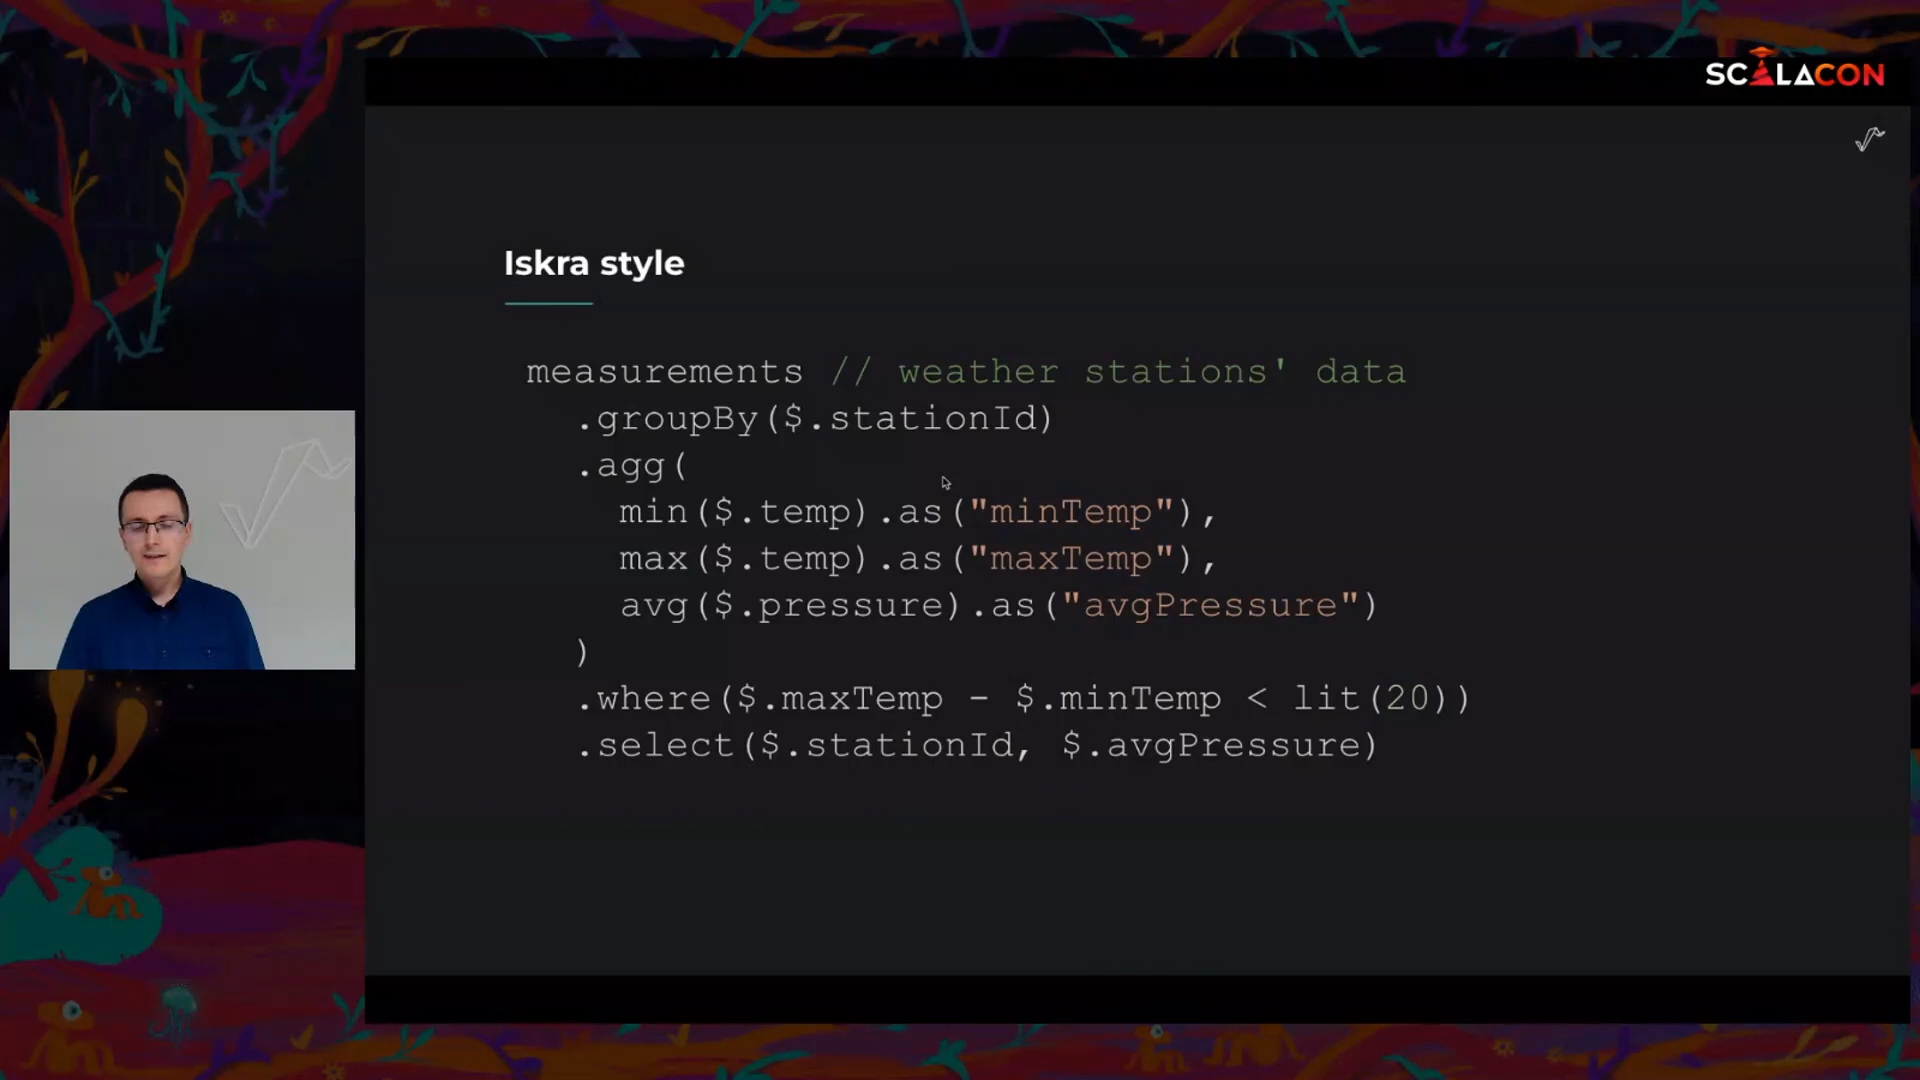 SCALACON
Iskra style
measurements // weather stations' data
.groupBy($.stationId)
.agg(
min($.temp).as("minTemp"),
max($.temp).as("maxTemp"),
avg($.pressure).as("avgPressure")
)
.where($.maxTemp - $.minTemp < lit(20))
.select($.stationId, $.avgPressure)